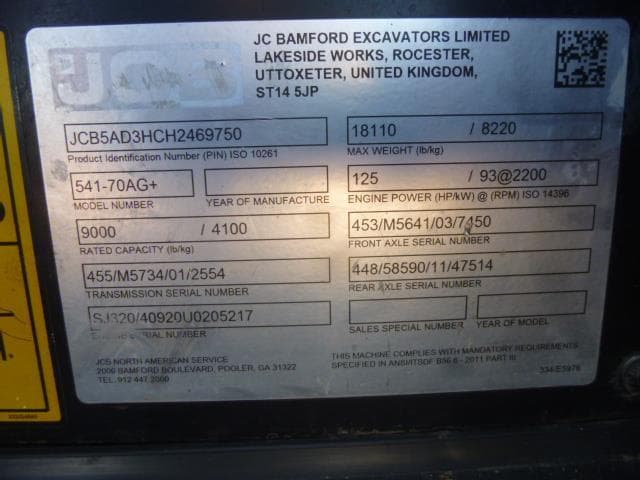 JCB
JC BAMFORD EXCAVATORS LIMITED
LAKESIDE WORKS, ROCESTER,
UTTOXETER, UNITED KINGDOM,
ST14 5JP
JCB5AD3HCH2469750
Product Identification Number (PIN) ISO 10261
18110 / 8220
MAX WEIGHT (lb/kg)
541-70AG+
MODEL NUMBER
YEAR OF MANUFACTURE
125 / 93@2200
ENGINE POWER (HP/kW) @ (RPM) ISO 14396
9000 / 4100
RATED CAPACITY (lb/kg)
453/M5641/03/7450
FRONT AXLE SERIAL NUMBER
455/M5734/01/2554
TRANSMISSION SERIAL NUMBER
448/58590/11/47514
REAR AXLE SERIAL NUMBER
SJ320/40920U0205217
ENGINE SERIAL NUMBER
SALES SPECIAL NUMBER
YEAR OF MODEL
JCB NORTH AMERICAN SERVICE
2000 BAMFORD BOULEVARD, POOLER, GA 31322
TEL. 912 447 2000
THIS MACHINE COMPLIES WITH MANDATORY REQUIREMENTS
SPECIFIED IN ANSI/ITSDF B56.6 - 2011 PART III